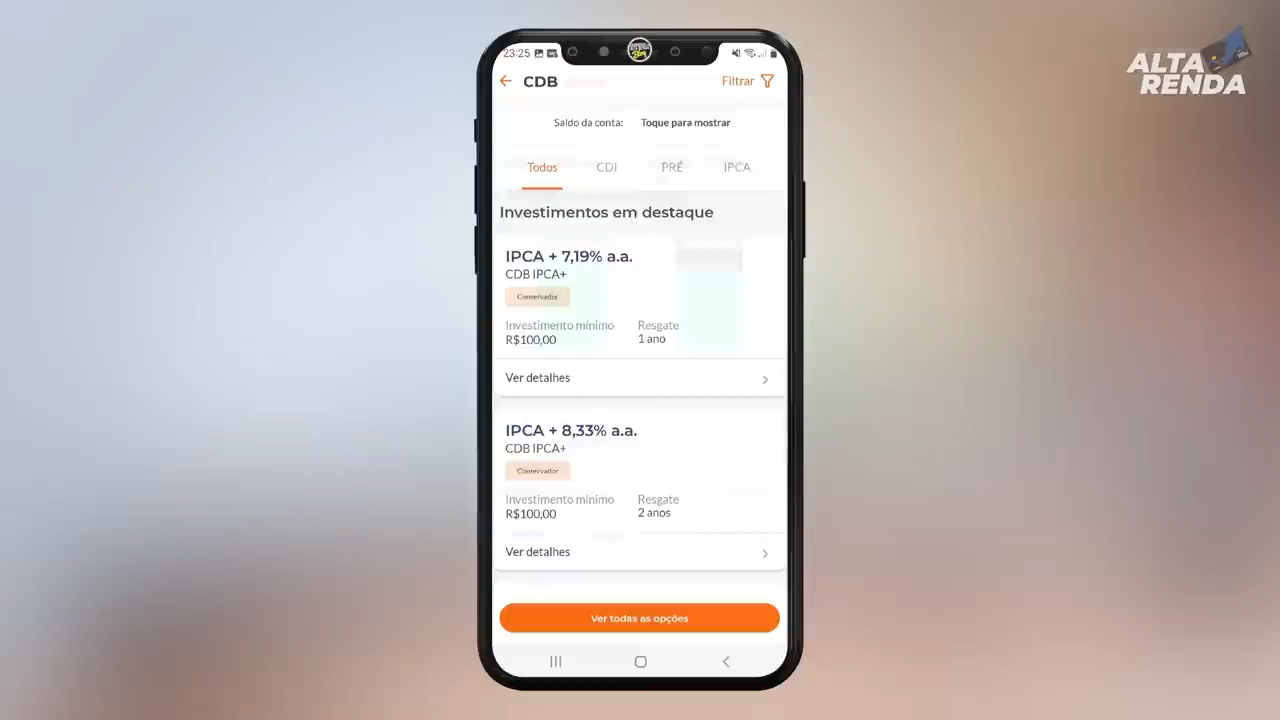 ALTA
RENDA
23:25
CDB
Filtrar
Saldo da conta: Toque para mostrar
Todos CDI PRÉ IPCA
Investimentos em destaque
IPCA + 7,19% a.a.
CDB IPCA+
Conservador
Investimento mínimo Resgate
R$100,00 1 ano
Ver detalhes
IPCA + 8,33% a.a.
CDB IPCA+
Conservador
Investimento mínimo Resgate
R$100,00 2 anos
Ver detalhes
Ver todas as opções